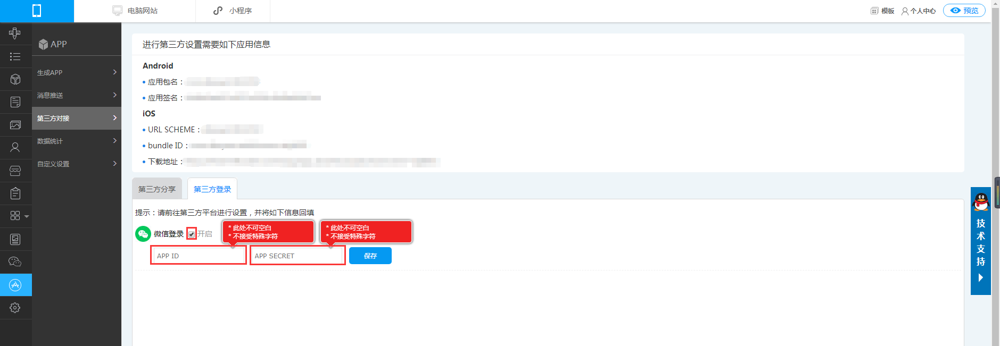 电脑网站
小程序
模板
个人中心
预览
APP
生成APP
消息推送
第三方对接
数据统计
自定义设置
进行第三方设置需要如下应用信息
Android
• 应用包名：
• 应用签名：
iOS
• URL SCHEME：
• bundle ID：
• 下载地址：
第三方分享
第三方登录
提示：请前往第三方平台进行设置，并将如下信息回填
微信登录
开启
* 此处不可空白
* 不接受特殊字符
* 此处不可空白
* 不接受特殊字符
APP ID
APP SECRET
保存
技
术
支
持